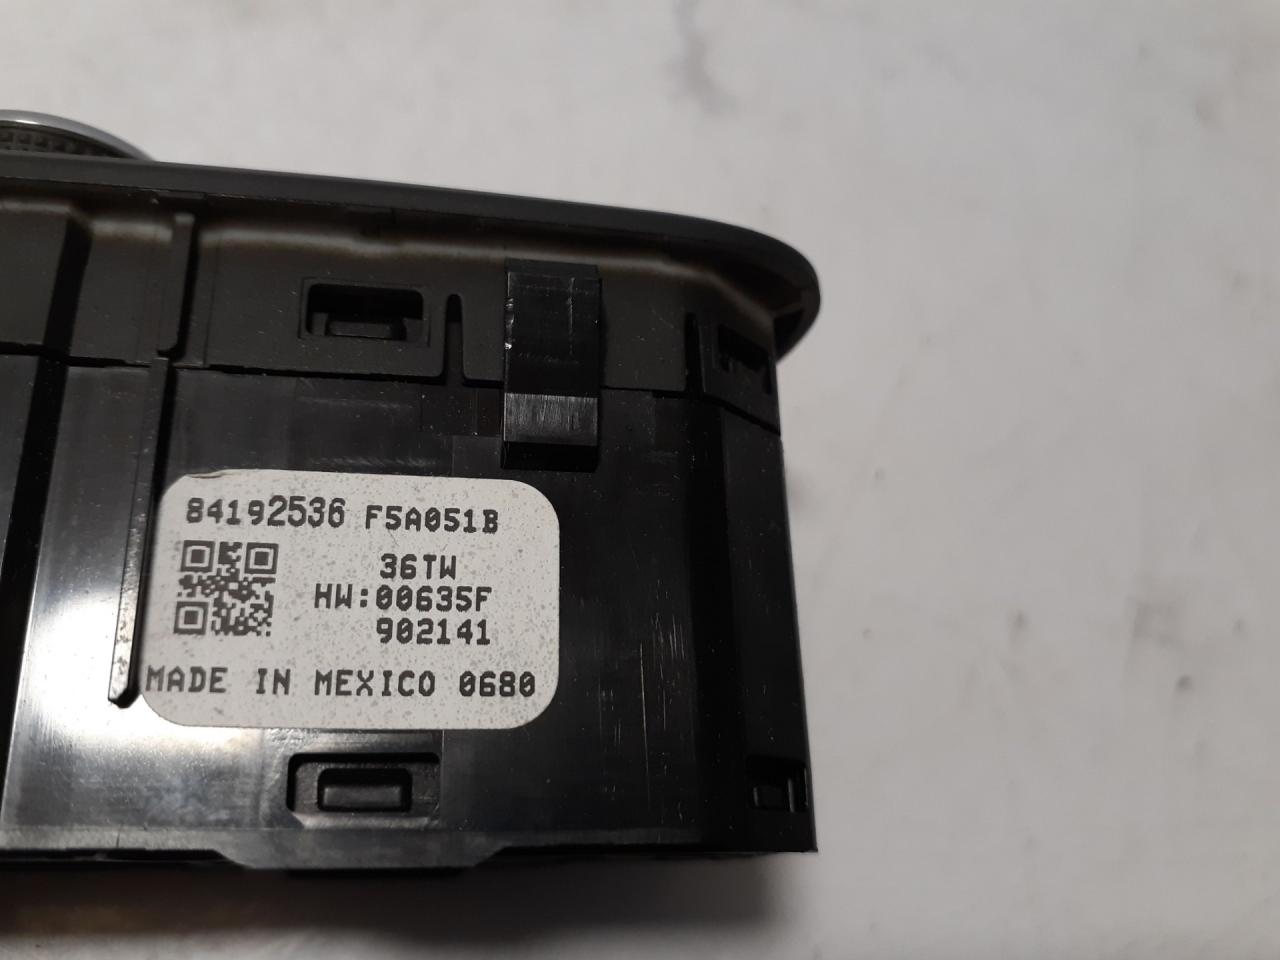 84192536 F5A051B
36TW
HW:00635F
902141
MADE IN MEXICO 0680